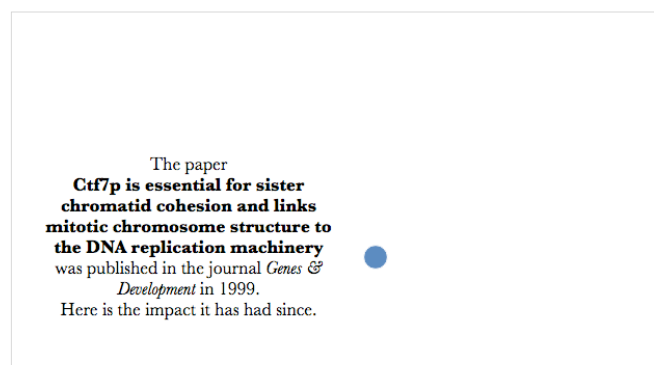 The paper
Ctf7p is essential for sister
chromatid cohesion and links
mitotic chromosome structure to
the DNA replication machinery
was published in the journal Genes &
Development in 1999.
Here is the impact it has had since.